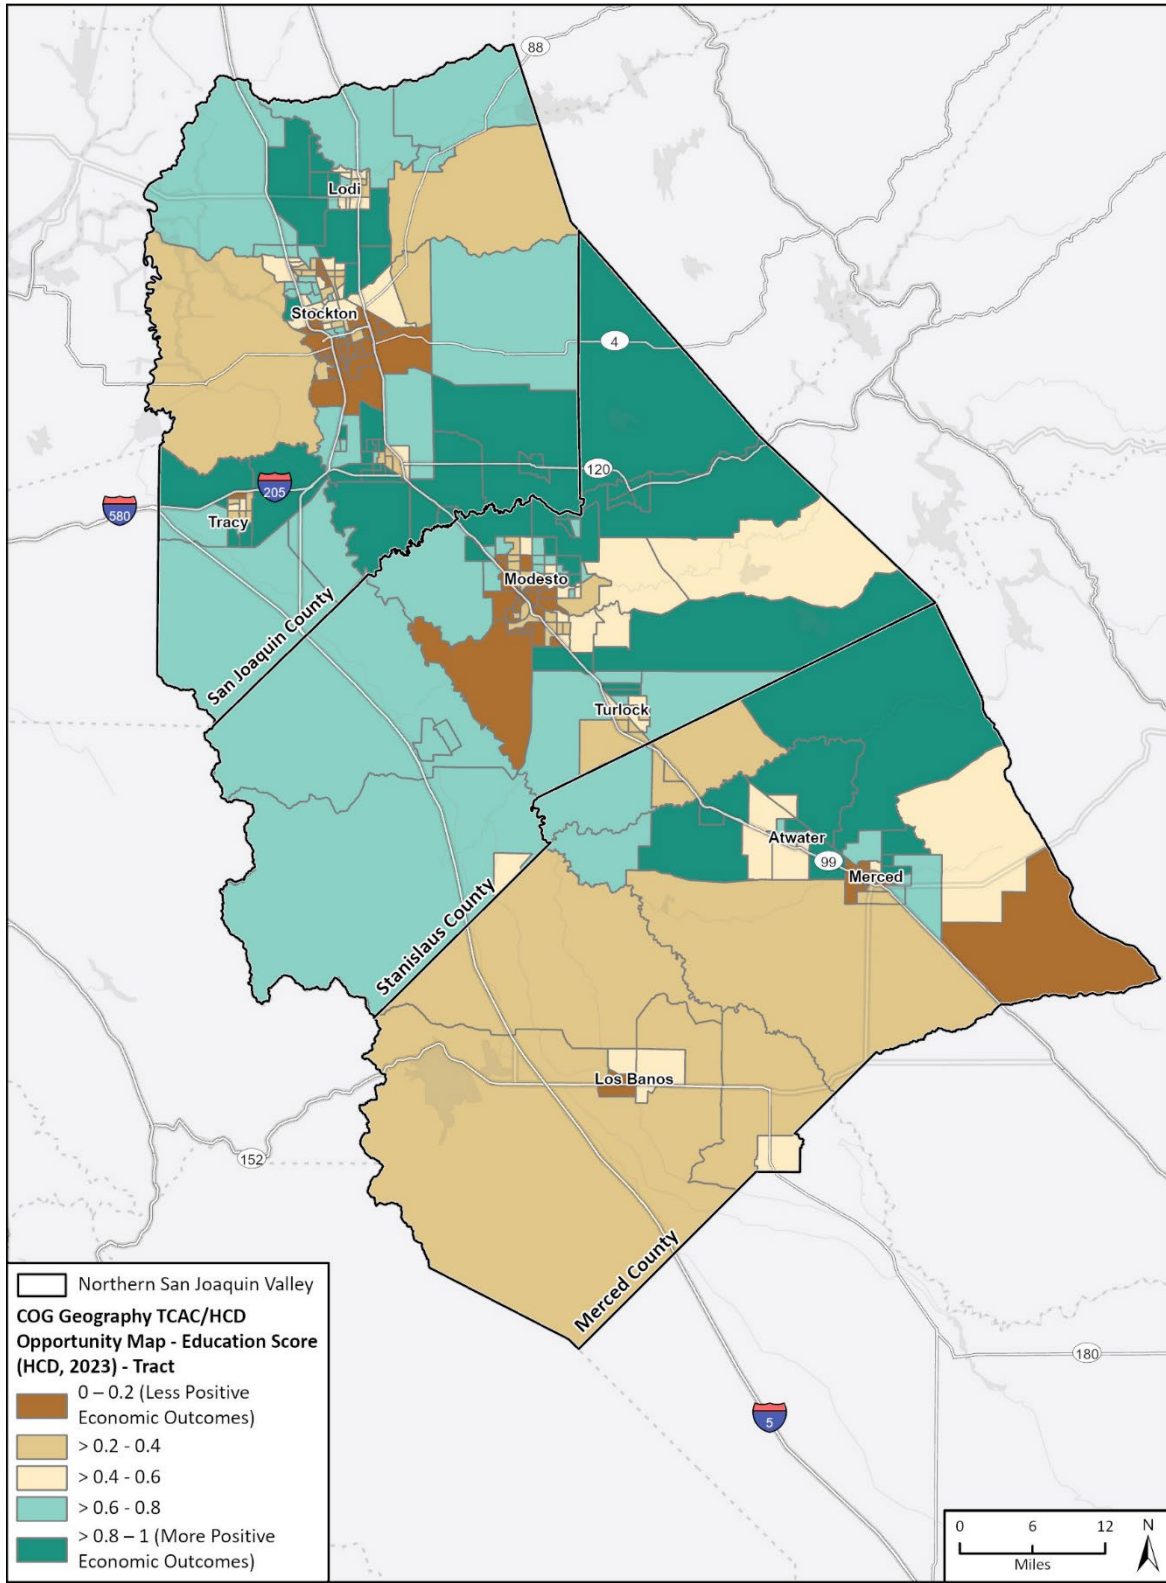 88
Lodi
Stockton
4
120
205
580
Tracy
Modesto
San Joaquin County
Turlock
Atwater
99
Merced
Stanislaus County
Los Banos
152
Merced County
180
5
Northern San Joaquin Valley
COG Geography TCAC/HCD
Opportunity Map - Education Score
(HCD, 2023) - Tract
0 – 0.2 (Less Positive
Economic Outcomes)
> 0.2 - 0.4
> 0.4 - 0.6
> 0.6 - 0.8
> 0.8 – 1 (More Positive
Economic Outcomes)
0 6 12
Miles
N